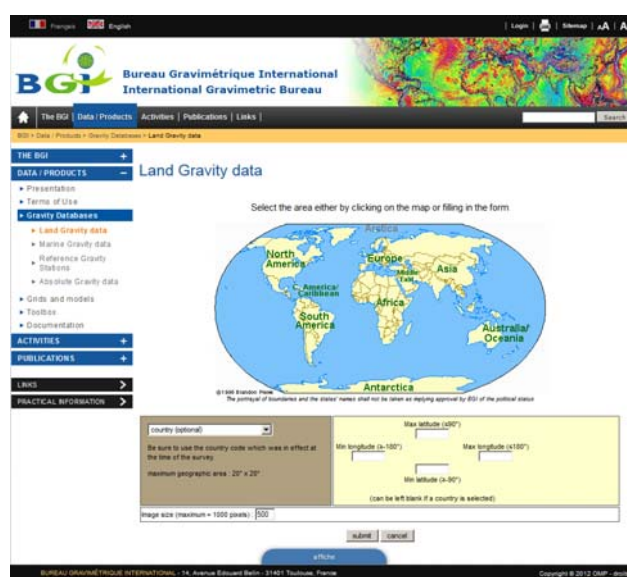 Français English
| Login | | Sitemap | AA | A
BGI
Bureau Gravimétrique International
International Gravimetric Bureau
The BGI | Data / Products Activities | Publications | Links |
Search
BGI > Data / Products > Gravity Databases > Land Gravity data
THE BGI +
DATA / PRODUCTS –
Presentation
Terms of Use
Gravity Databases
Land Gravity data
Marine Gravity data
Reference Gravity
Stations
Absolute Gravity data
Grids and models
Toolbox
Documentation
ACTIVITIES +
PUBLICATIONS +
LINKS
PRACTICAL INFORMATION
Land Gravity data
Select the area either by clicking on the map or filling in the form
Arctica
North
America
Europe
Middle
East
Asia
C. America/
Caribbean
Africa
South
America
Australia/
Oceania
Antarctica
The portrayal of boundaries and the states' names shall not be taken as implying approval by BGI of the political status
country (optional)
Be sure to use the country code which was in effect at
the time of the survey.
maximum geographic area : 20° x 20°
Max latitude (≤90°)
Min longitude (≥-180°) Max longitude (≤180°)
Min latitude (≥-90°)
(can be left blank if a country is selected)
Image size (maximum = 1000 pixels) : 500
submit cancel
affiche
BUREAU GRAVIMÉTRIQUE INTERNATIONAL - 14, Avenue Edouard Belin - 31401 Toulouse, France
Copyright © 2012 OMP - droits